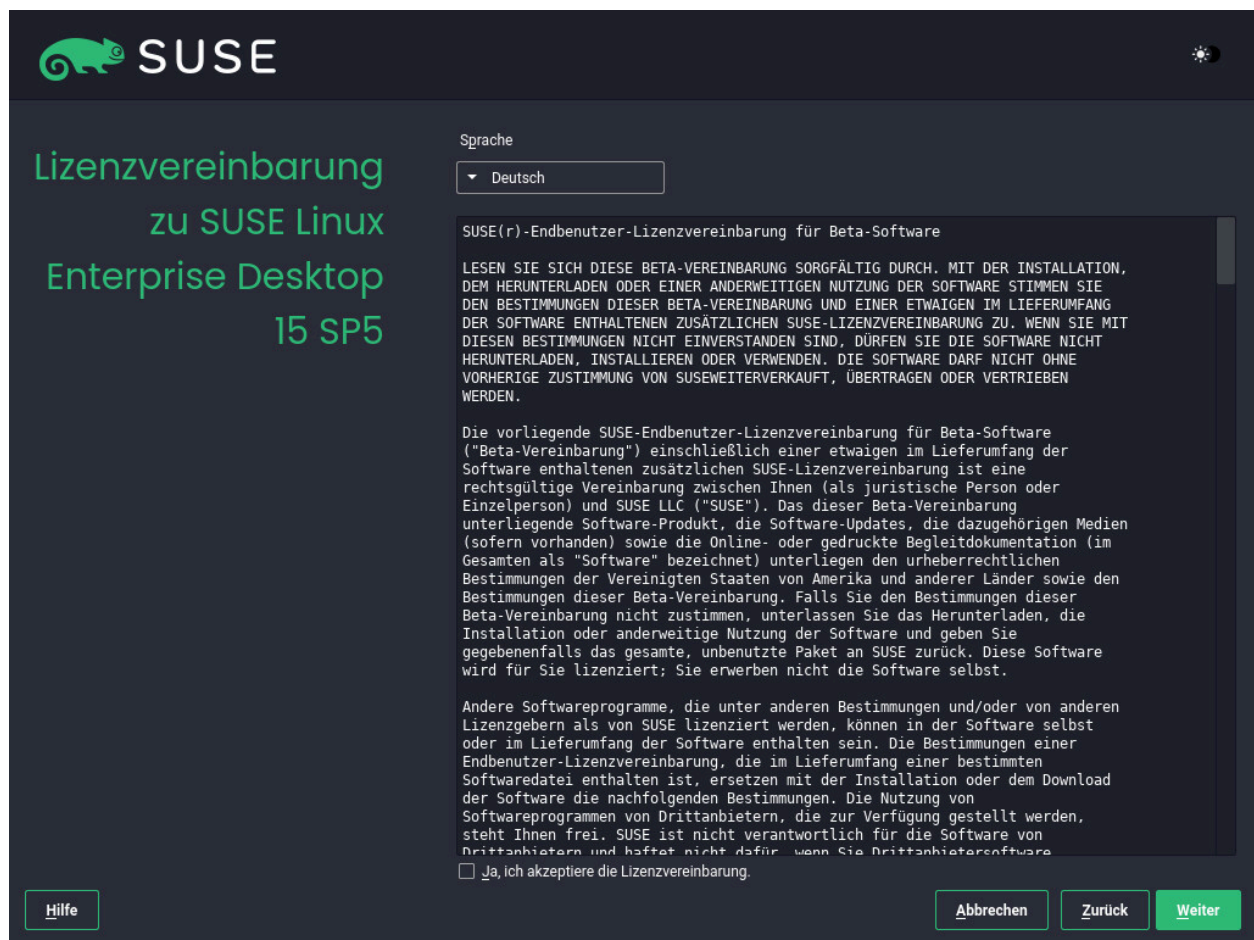 SUSE
Lizenzvereinbarung
zu SUSE Linux
Enterprise Desktop
15 SP5
Sprache
Deutsch
SUSE(r)-Endbenutzer-Lizenzvereinbarung für Beta-Software
LESEN SIE SICH DIESE BETA-VEREINBARUNG SORGFÄLTIG DURCH. MIT DER INSTALLATION,
DEM HERUNTERLADEN ODER EINER ANDERWEITIGEN NUTZUNG DER SOFTWARE STIMMEN SIE
DEN BESTIMMUNGEN DIESER BETA-VEREINBARUNG UND EINER ETWAIGEN IM LIEFERUMFANG
DER SOFTWARE ENTHALTENEN ZUSÄTZLICHEN SUSE-LIZENZVEREINBARUNG ZU. WENN SIE MIT
DIESEN BESTIMMUNGEN NICHT EINVERSTANDEN SIND, DÜRFEN SIE DIE SOFTWARE NICHT
HERUNTERLADEN, INSTALLIEREN ODER VERWENDEN. DIE SOFTWARE DARF NICHT OHNE
VORHERIGE ZUSTIMMUNG VON SUSEWEITERVERKAUFT, ÜBERTRAGEN ODER VERTRIEBEN
WERDEN.
Die vorliegende SUSE-Endbenutzer-Lizenzvereinbarung für Beta-Software
("Beta-Vereinbarung") einschließlich einer etwaigen im Lieferumfang der
Software enthaltenen zusätzlichen SUSE-Lizenzvereinbarung ist eine
rechtsgültige Vereinbarung zwischen Ihnen (als juristische Person oder
Einzelperson) und SUSE LLC ("SUSE"). Das dieser Beta-Vereinbarung
unterliegende Software-Produkt, die Software-Updates, die dazugehörigen Medien
(sofern vorhanden) sowie die Online- oder gedruckte Begleitdokumentation (im
Gesamten als "Software" bezeichnet) unterliegen den urheberrechtlichen
Bestimmungen der Vereinigten Staaten von Amerika und anderer Länder sowie den
Bestimmungen dieser Beta-Vereinbarung. Falls Sie den Bestimmungen dieser
Beta-Vereinbarung nicht zustimmen, unterlassen Sie das Herunterladen, die
Installation oder anderweitige Nutzung der Software und geben Sie
gegebenenfalls das gesamte, unbenutzte Paket an SUSE zurück. Diese Software
wird für Sie lizenziert; Sie erwerben nicht die Software selbst.
Andere Softwareprogramme, die unter anderen Bestimmungen und/oder von anderen
Lizenzgebern als von SUSE lizenziert werden, können in der Software selbst
oder im Lieferumfang der Software enthalten sein. Die Bestimmungen einer
Endbenutzer-Lizenzvereinbarung, die im Lieferumfang einer bestimmten
Softwaredatei enthalten ist, ersetzen mit der Installation oder dem Download
der Software die nachfolgenden Bestimmungen. Die Nutzung von
Softwareprogrammen von Drittanbietern, die zur Verfügung gestellt werden,
steht Ihnen frei. SUSE ist nicht verantwortlich für die Software von
Drittanbietern und haftet nicht dafür, wenn Sie Drittanbietersoftware
Ja, ich akzeptiere die Lizenzvereinbarung.
Hilfe
Abbrechen
Zurück
Weiter